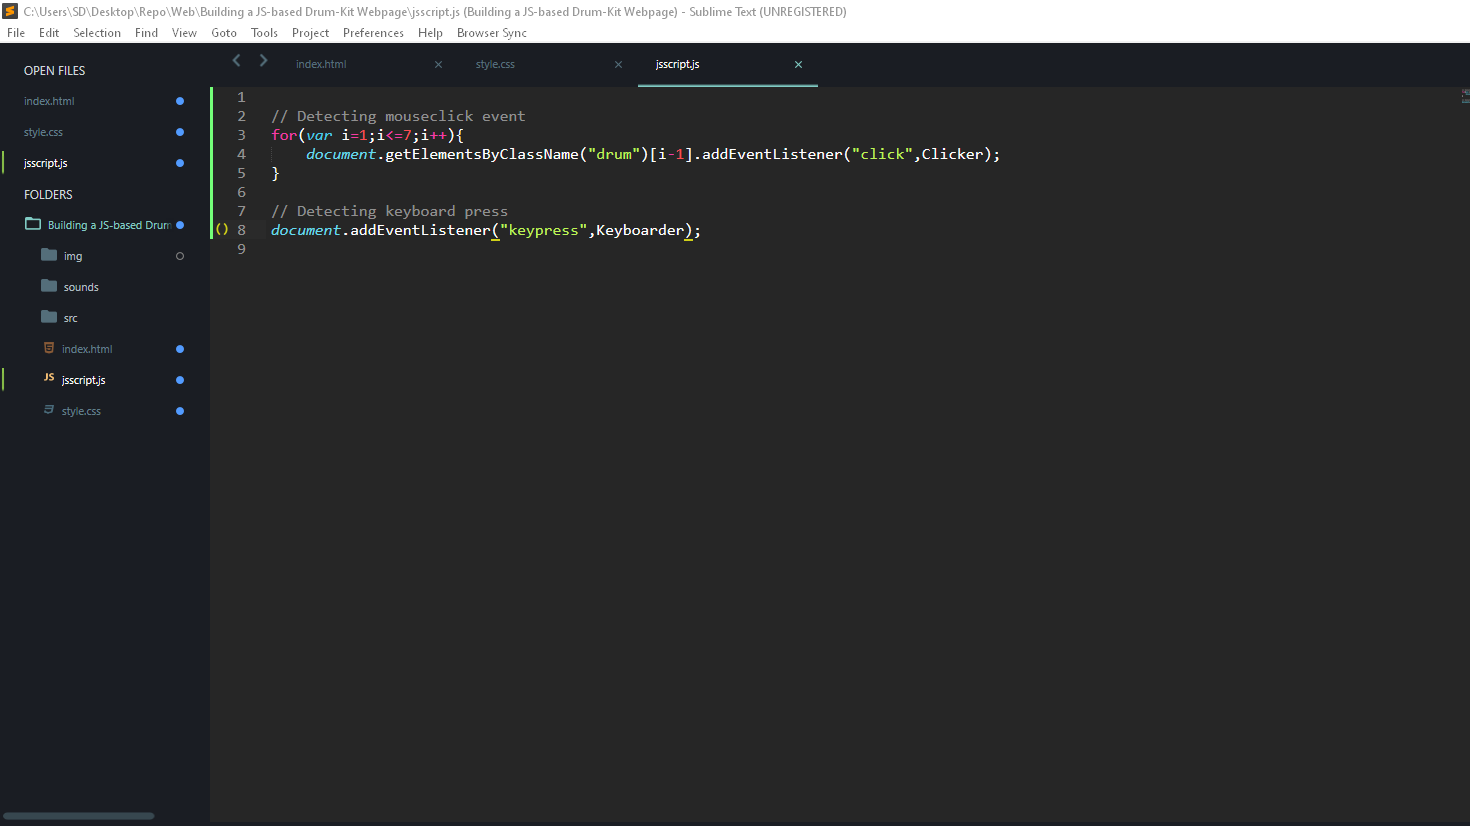 C:\Users\SD\Desktop\Repo\Web\Building a JS-based Drum-Kit Webpage\jsscript.js (Building a JS-based Drum-Kit Webpage) - Sublime Text (UNREGISTERED)
File Edit Selection Find View Goto Tools Project Preferences Help Browser Sync
OPEN FILES
index.html
style.css
jsscript.js
FOLDERS
Building a JS-based Drum
img
sounds
src
index.html
JS jsscript.js
style.css
index.html style.css jsscript.js
1
2 // Detecting mouseclick event
3 for(var i=1;i<=7;i++){
4     document.getElementsByClassName("drum")[i-1].addEventListener("click",Clicker);
5 }
6
7 // Detecting keyboard press
() 8 document.addEventListener("keypress",Keyboarder);
9